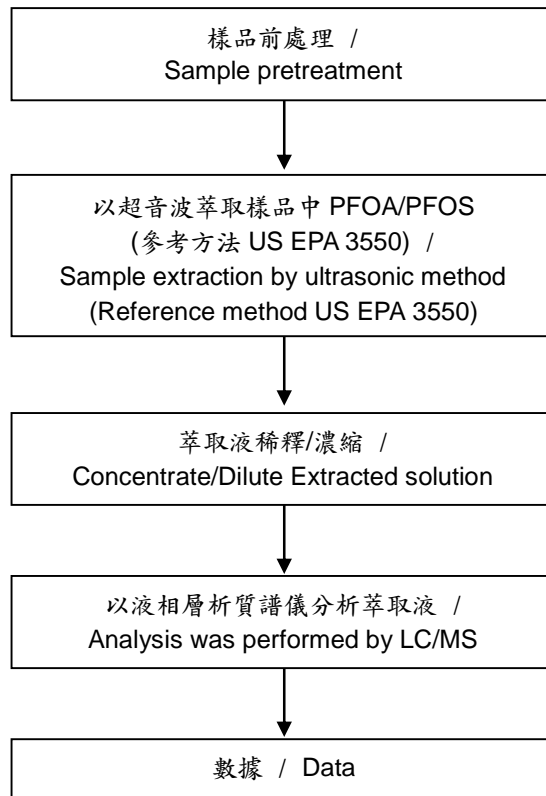 樣品前處理 /
Sample pretreatment
以超音波萃取樣品中 PFOA/PFOS
(參考方法 US EPA 3550) /
Sample extraction by ultrasonic method
(Reference method US EPA 3550)
萃取液稀釋/濃縮 /
Concentrate/Dilute Extracted solution
以液相層析質譜儀分析萃取液 /
Analysis was performed by LC/MS
數據 / Data